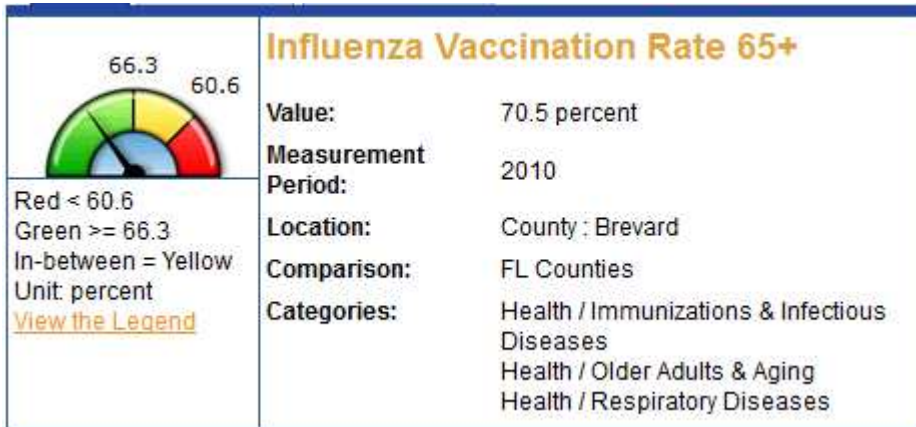 Influenza Vaccination Rate 65+
66.3
60.6
Red < 60.6
Green >= 66.3
In-between = Yellow
Unit: percent
View the Legend
Value: 70.5 percent
Measurement
Period: 2010
Location: County : Brevard
Comparison: FL Counties
Categories: Health / Immunizations & Infectious
Diseases
Health / Older Adults & Aging
Health / Respiratory Diseases